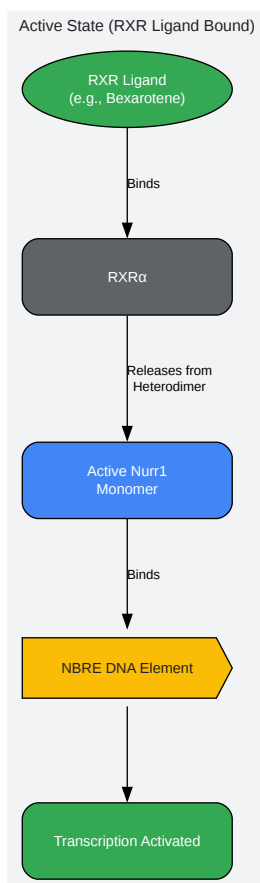 Active State (RXR Ligand Bound)
RXR Ligand
(e.g., Bexarotene)
Binds
RXRα
Releases from
Heterodimer
Active Nurr1
Monomer
Binds
NBRE DNA Element
Transcription Activated